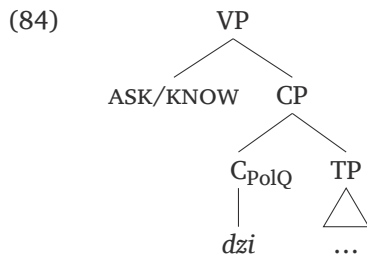 (84) VP
ASK/KNOW CP
C_PolQ TP
dzi ...